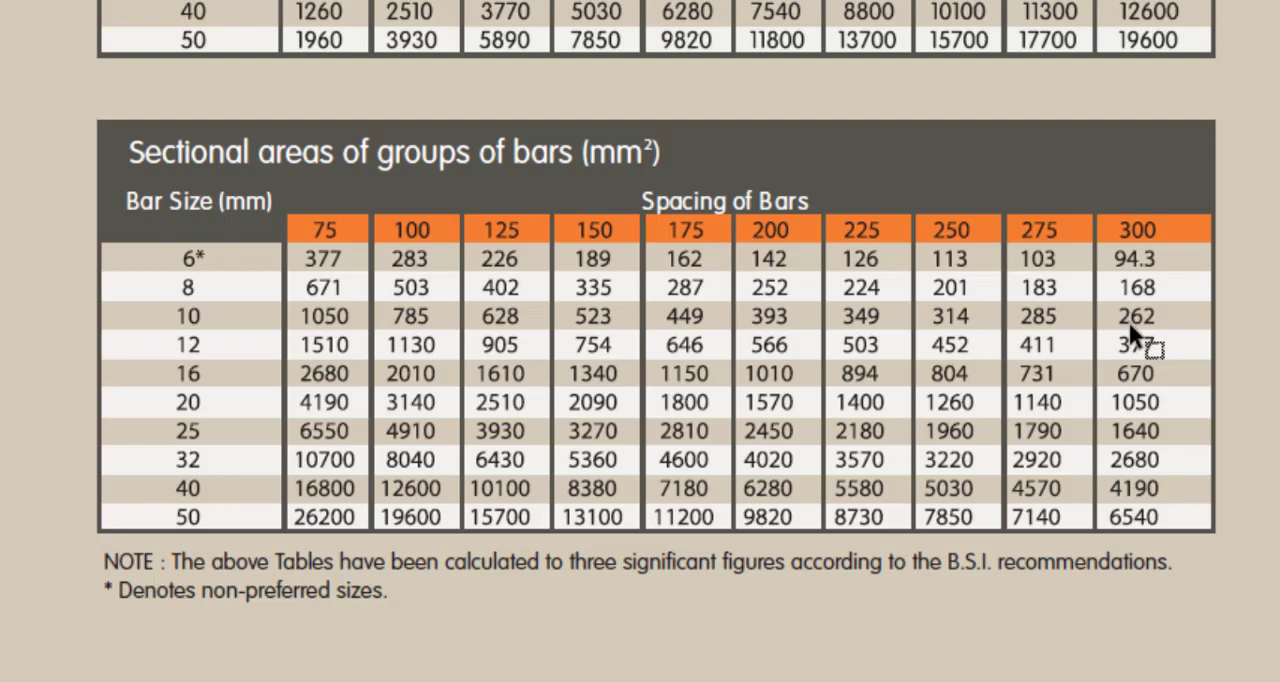 40 1260 2510 3770 5030 6280 7540 8800 10100 11300 12600
50 1960 3930 5890 7850 9820 11800 13700 15700 17700 19600
Sectional areas of groups of bars (mm²)
Bar Size (mm) Spacing of Bars
75 100 125 150 175 200 225 250 275 300
6* 377 283 226 189 162 142 126 113 103 94.3
8 671 503 402 335 287 252 224 201 183 168
10 1050 785 628 523 449 393 349 314 285 262
12 1510 1130 905 754 646 566 503 452 411 377
16 2680 2010 1610 1340 1150 1010 894 804 731 670
20 4190 3140 2510 2090 1800 1570 1400 1260 1140 1050
25 6550 4910 3930 3270 2810 2450 2180 1960 1790 1640
32 10700 8040 6430 5360 4600 4020 3570 3220 2920 2680
40 16800 12600 10100 8380 7180 6280 5580 5030 4570 4190
50 26200 19600 15700 13100 11200 9820 8730 7850 7140 6540
NOTE : The above Tables have been calculated to three significant figures according to the B.S.I. recommendations.
* Denotes non-preferred sizes.